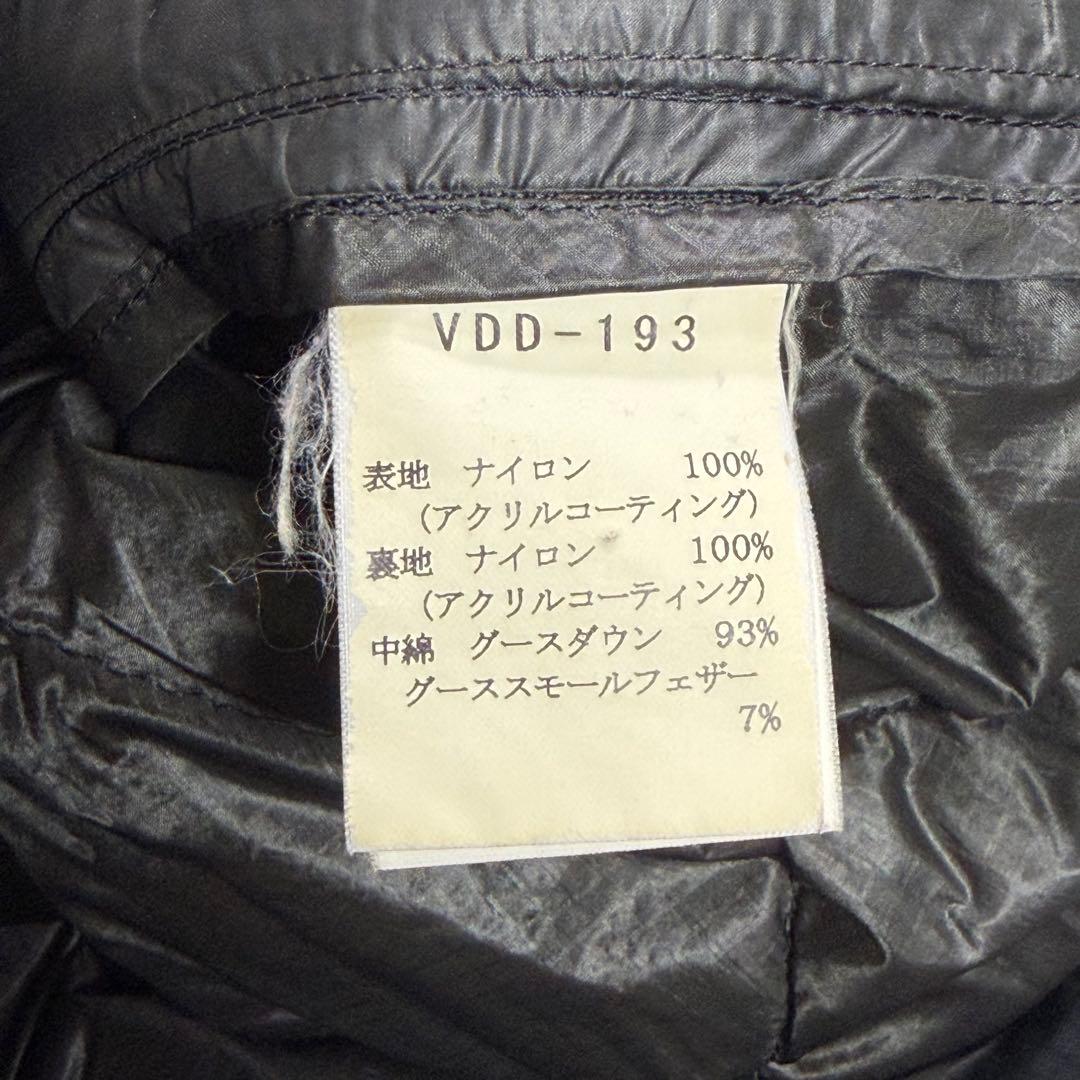 VDD-193
表地 ナイロン 100%
(アクリルコーティング)
裏地 ナイロン 100%
(アクリルコーティング)
中綿 グースダウン 93%
グーススモールフェザー
7%